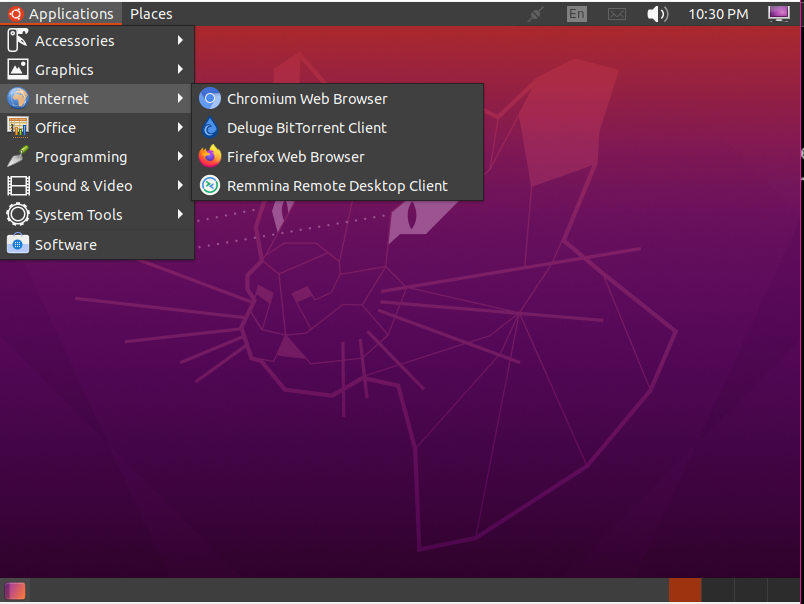 Applications Places En 10:30 PM
Accessories
Graphics
Internet
Office
Programming
Sound & Video
System Tools
Software
Chromium Web Browser
Deluge BitTorrent Client
Firefox Web Browser
Remmina Remote Desktop Client